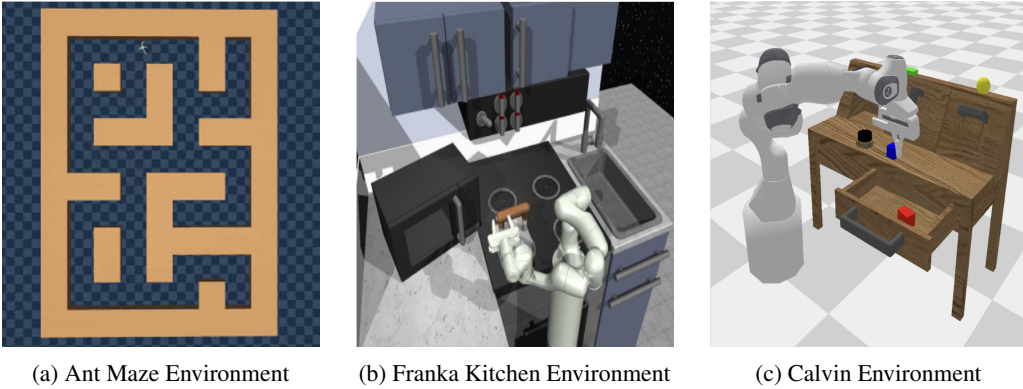 (a) Ant Maze Environment
(b) Franka Kitchen Environment
(c) Calvin Environment